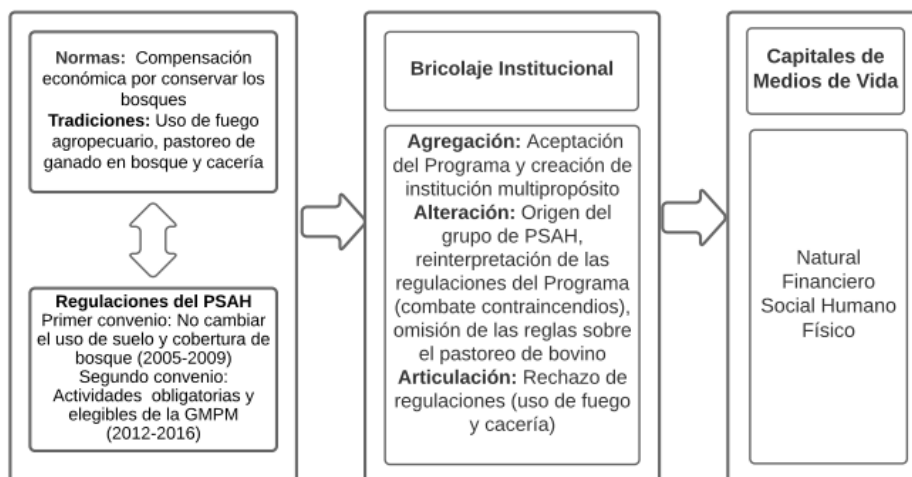 Normas: Compensación
económica por conservar los
bosques
Tradiciones: Uso de fuego
agropecuario, pastoreo de
ganado en bosque y cacería
Regulaciones del PSAH
Primer convenio: No cambiar
el uso de suelo y cobertura de
bosque (2005-2009)
Segundo convenio:
Actividades obligatorias y
elegibles de la GMPM
(2012-2016)
Bricolaje Institucional
Agregación: Aceptación
del Programa y creación de
institución multipropósito
Alteración: Origen del
grupo de PSAH,
reinterpretación de las
regulaciones del Programa
(combate contraincendios),
omisión de las reglas sobre
el pastoreo de bovino
Articulación: Rechazo de
regulaciones (uso de fuego
y cacería)
Capitales de
Medios de Vida
Natural
Financiero
Social Humano
Físico